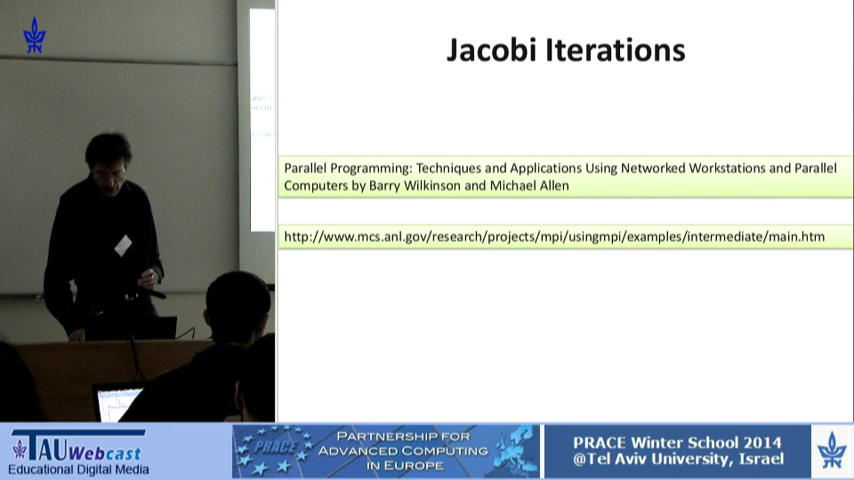 Jacobi Iterations
Parallel Programming: Techniques and Applications Using Networked Workstations and Parallel
Computers by Barry Wilkinson and Michael Allen
http://www.mcs.anl.gov/research/projects/mpi/usingmpi/examples/intermediate/main.htm
TAU Webcast
Educational Digital Media
PRACE
PARTNERSHIP FOR
ADVANCED COMPUTING
IN EUROPE
PRACE Winter School 2014
@Tel Aviv University, Israel